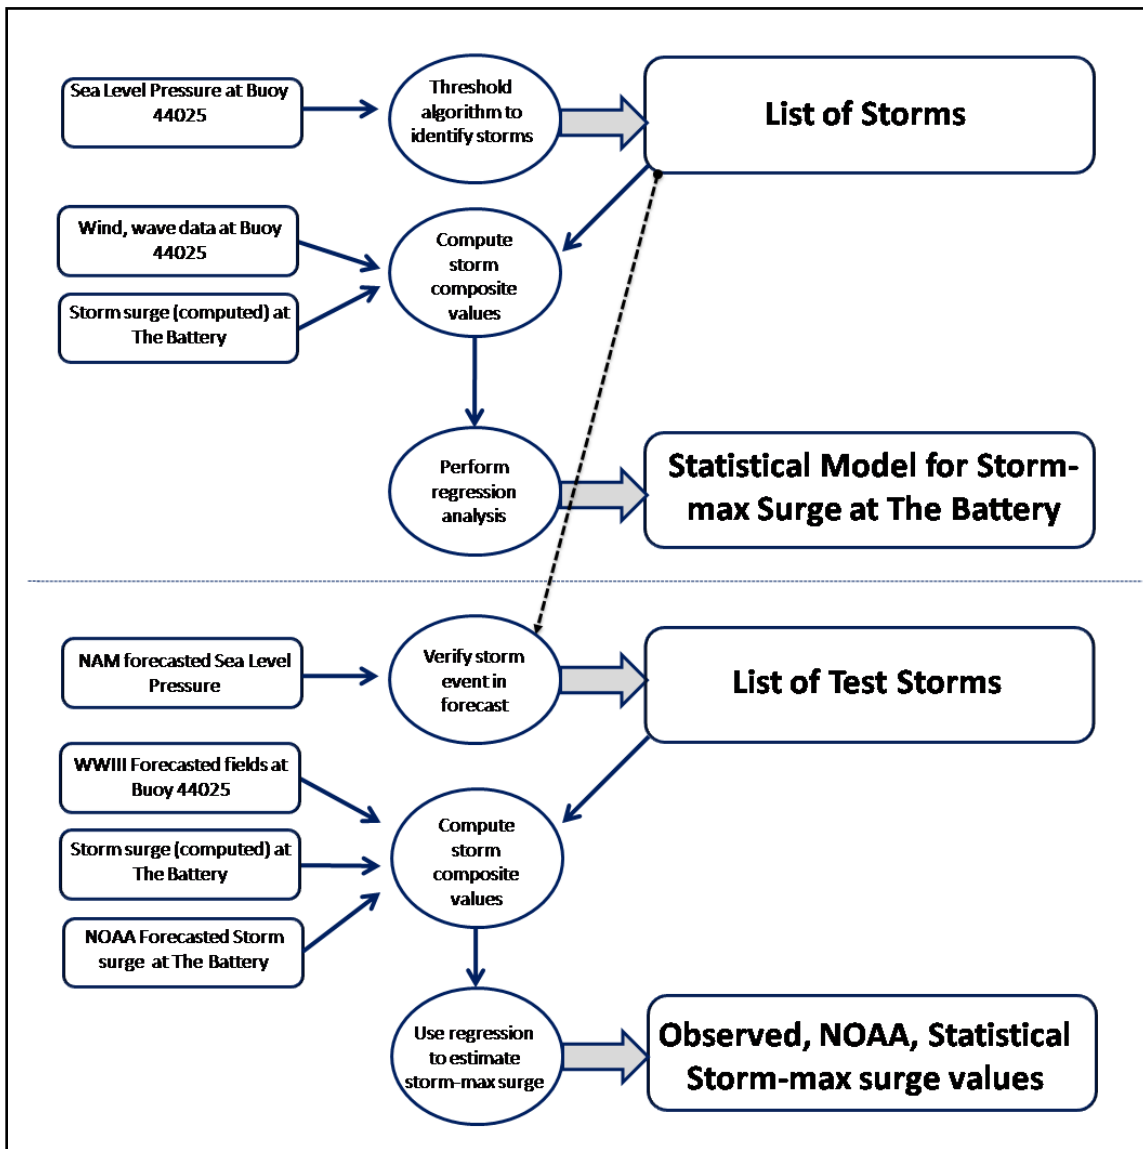 Sea Level Pressure at Buoy
44025
Threshold
algorithm to
identify storms
List of Storms
Wind, wave data at Buoy
44025
Storm surge (computed) at
The Battery
Compute
storm
composite
values
Perform
regression
analysis
Statistical Model for Storm-
max Surge at The Battery
NAM forecasted Sea Level
Pressure
Verify storm
event in
forecast
List of Test Storms
WWIII Forecasted fields at
Buoy 44025
Storm surge (computed) at
The Battery
NOAA Forecasted Storm
surge at The Battery
Compute
storm
composite
values
Use regression
to estimate
storm-max surge
Observed, NOAA, Statistical
Storm-max surge values